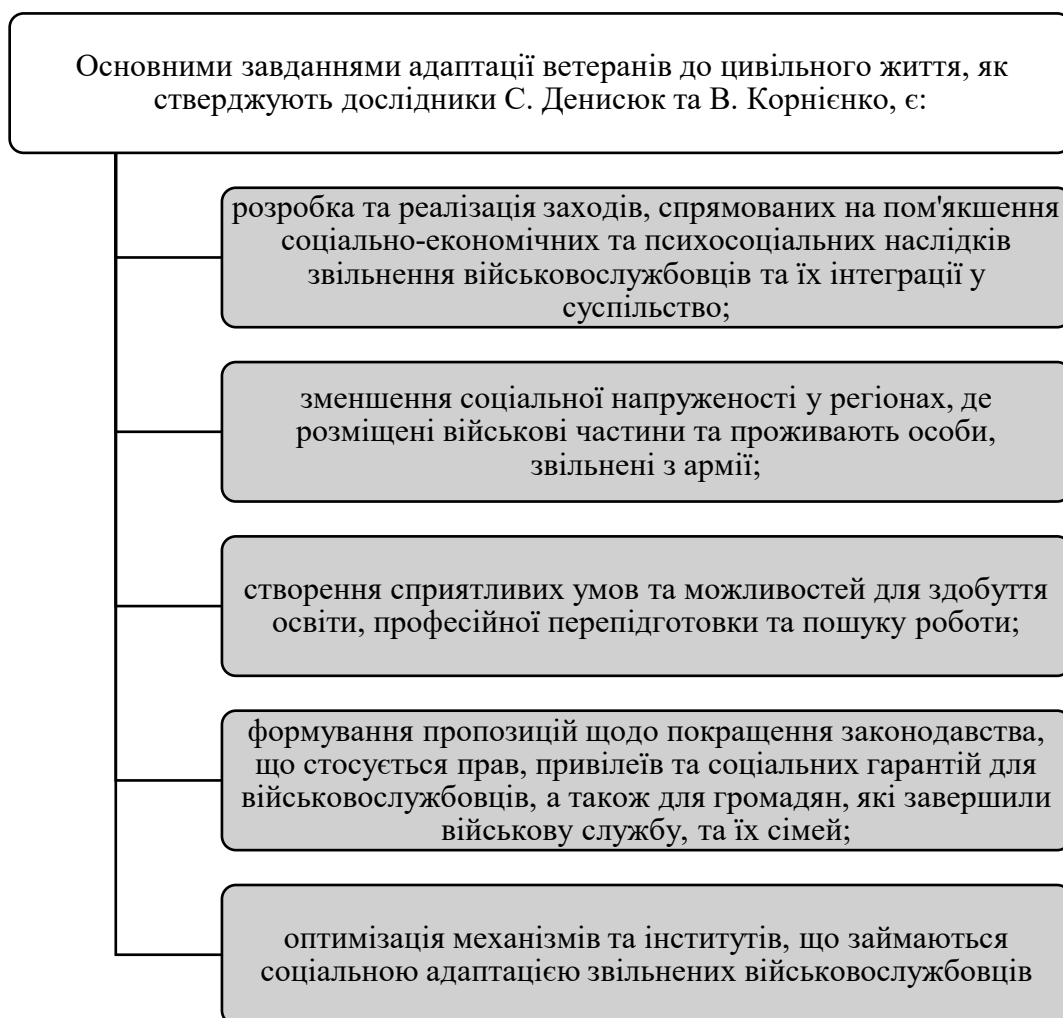 Основними завданнями адаптації ветеранів до цивільного життя, як
стверджують дослідники С. Денисюк та В. Корнієнко, є:
розробка та реалізація заходів, спрямованих на пом'якшення
соціально-економічних та психосоціальних наслідків
звільнення військовослужбовців та їх інтеграції у
суспільство;
зменшення соціальної напруженості у регіонах, де
розміщені військові частини та проживають особи,
звільнені з армії;
створення сприятливих умов та можливостей для здобуття
освіти, професійної перепідготовки та пошуку роботи;
формування пропозицій щодо покращення законодавства,
що стосується прав, привілеїв та соціальних гарантій для
військовослужбовців, а також для громадян, які завершили
військову службу, та їх сімей;
оптимізація механізмів та інститутів, що займаються
соціальною адаптацією звільнених військовослужбовців